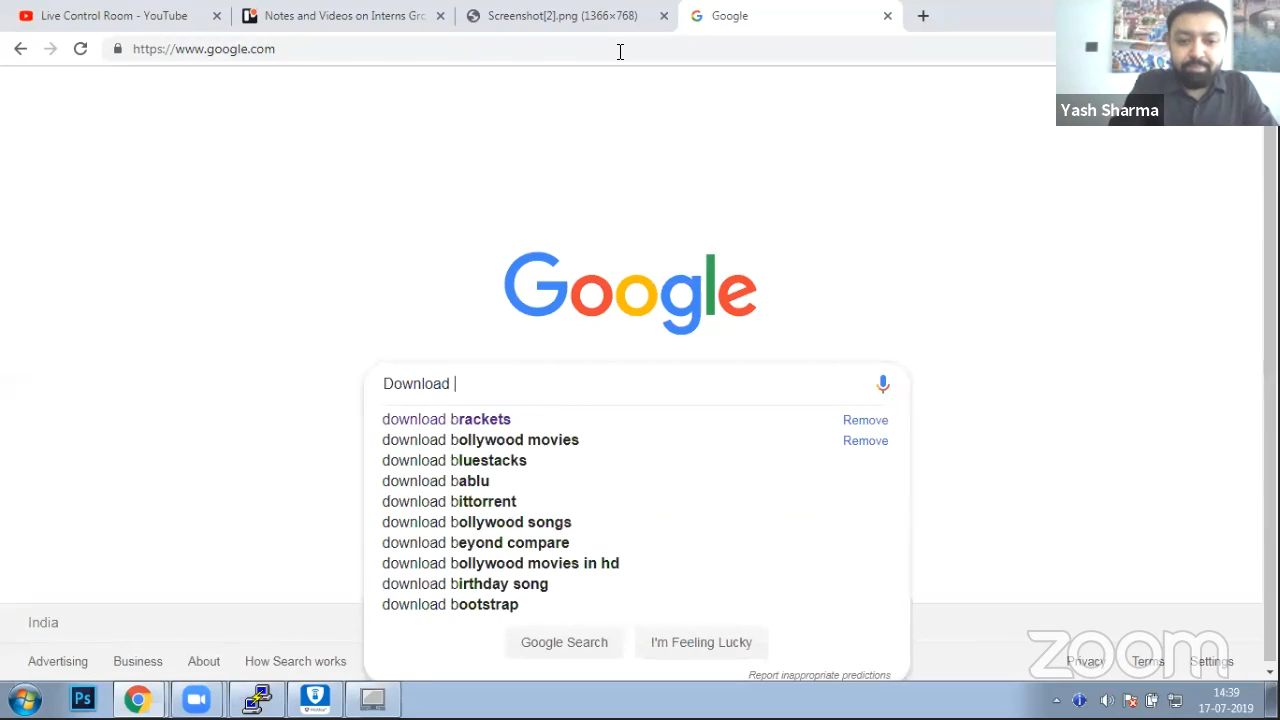 Live Control Room - YouTube
Notes and Videos on Interns Gro
Screenshot[2].png (1366×768)
Google
https://www.google.com
Yash Sharma
Google
Download
download brackets
Remove
download bollywood movies
Remove
download bluestacks
download bablu
download bittorrent
download bollywood songs
download beyond compare
download bollywood movies in hd
download birthday song
download bootstrap
Google Search
I'm Feeling Lucky
Report inappropriate predictions
India
Advertising
Business
About
How Search works
Privacy
Terms
Settings
zoom
Ps
14:39
17-07-2019